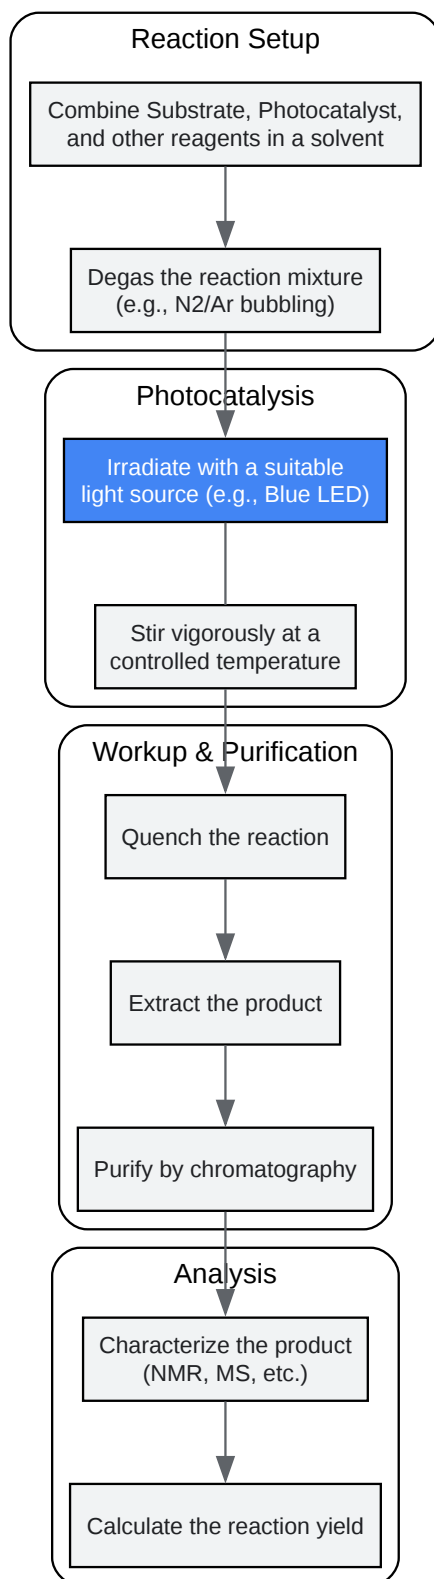 Reaction Setup
Combine Substrate, Photocatalyst,
and other reagents in a solvent
Degas the reaction mixture
(e.g., N2/Ar bubbling)
Photocatalysis
Irradiate with a suitable
light source (e.g., Blue LED)
Stir vigorously at a
controlled temperature
Workup & Purification
Quench the reaction
Extract the product
Purify by chromatography
Analysis
Characterize the product
(NMR, MS, etc.)
Calculate the reaction yield